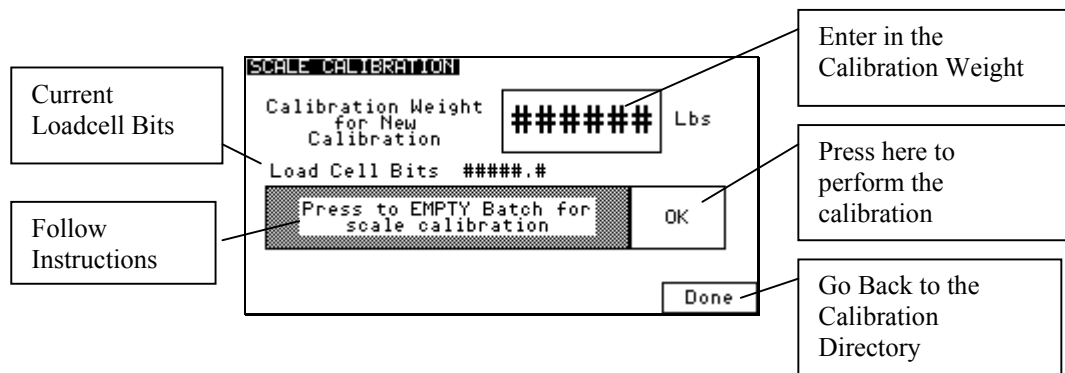 Current
Loadcell Bits
Follow
Instructions
SCALE CALIBRATION
Calibration Weight
for New
Calibration
######
Lbs
Load Cell Bits #####.#
Press to EMPTY Batch for
scale calibration
OK
Done
Enter in the
Calibration Weight
Press here to
perform the
calibration
Go Back to the
Calibration
Directory